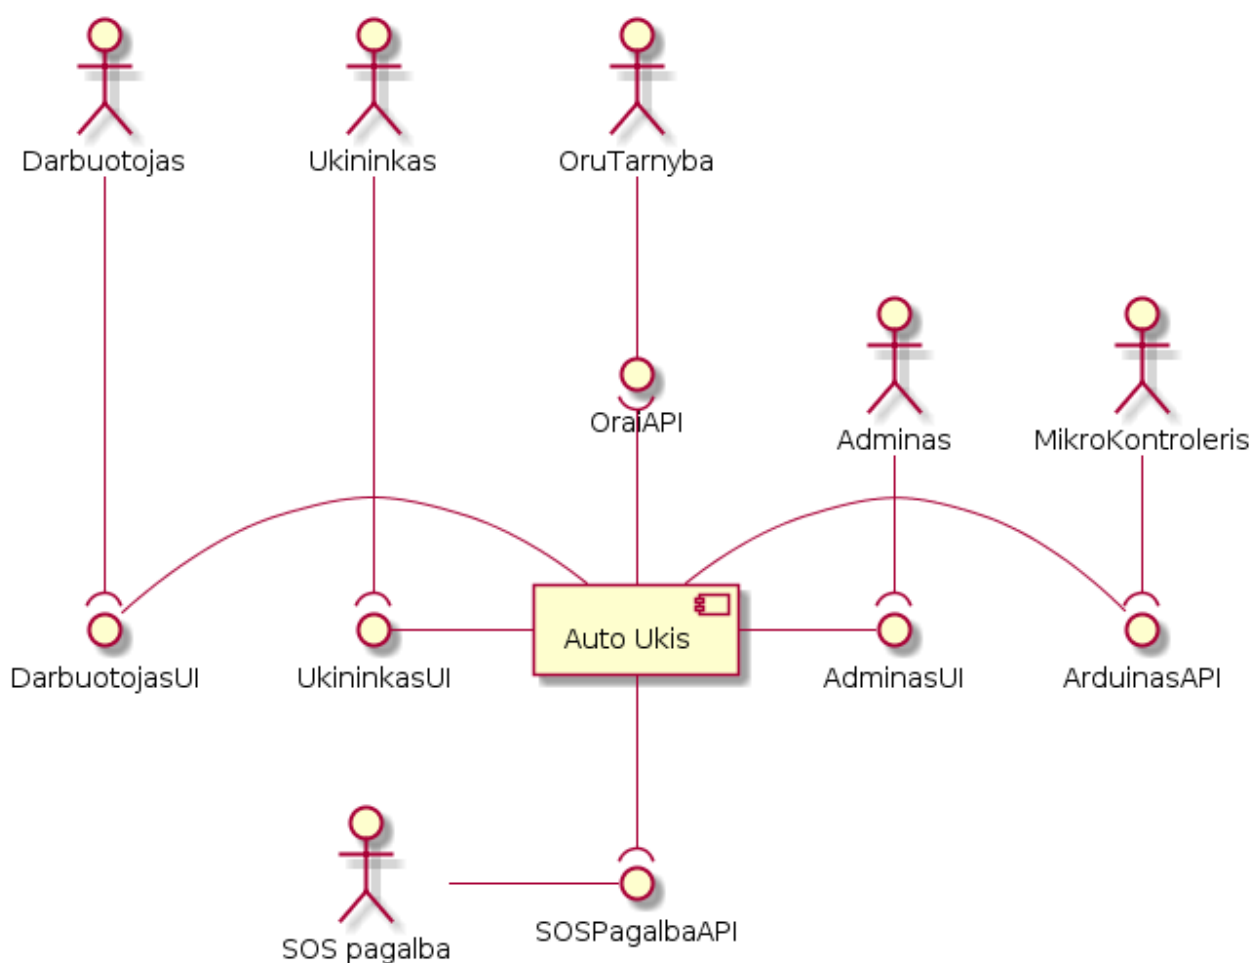 Darbuotojas
Ukininkas
OruTarnyba
OraiAPI
Adminas
MikroKontroleris
Auto Ukis
DarbuotojasUI
UkininkasUI
AdminasUI
ArduinasAPI
SOS pagalba
SOSPagalbaAPI